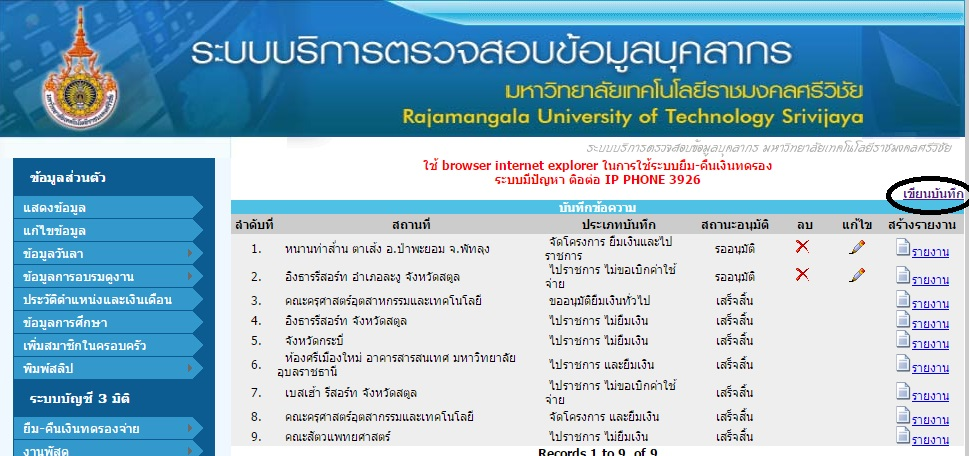 ระบบบริการตรวจสอบข้อมูลบุคลากร
มหาวิทยาลัยเทคโนโลยีราชมงคลศรีวิชัย
Rajamangala University of Technology Srivijaya
ระบบบริการตรวจสอบข้อมูลบุคลากร มหาวิทยาลัยเทคโนโลยีราชมงคลศรีวิชัย
ใช้ browser internet explorer ในการใช้ระบบยืม-คืนเงินทดรอง
ระบบมีปัญหา ติอต่อ IP PHONE 3926
เขียนบันทึก
ข้อมูลส่วนตัว
แสดงข้อมูล
แก้ไขข้อมูล
ข้อมูลวันลา
ข้อมูลการอบรมดูงาน
ประวัติตำแหน่งและเงินเดือน
ข้อมูลการศึกษา
เพิ่มสมาชิกในครอบครัว
พิมพ์สลิป
ระบบบัญชี 3 มิติ
ยืม-คืนเงินทดรองจ่าย
งานพัสดุ
บันทึกข้อความ
ลำดับที่ สถานที่ ประเภทบันทึก สถานะอนุมัติ ลบ แก้ไข สร้างรายงาน
1. หนานท่าส้าน ตาเส้ง อ.ป่าพะยอม จ.พัทลุง จัดโครงการ ยืมเงินและไป
ราชการ รออนุมัติ รายงาน
2. อิงธารรีสอร์ท อำเภอละงู จังหวัดสตูล ไปราชการ ไม่ขอเบิกค่าใช้
จ่าย รออนุมัติ รายงาน
3. คณะครุศาสตร์อุตสาหกรรมและเทคโนโลยี ขออนุมัติยืมเงินทั่วไป เสร็จสิ้น รายงาน
4. อิงธารรีสอร์ท จังหวัดสตูล ไปราชการ ไม่ยืมเงิน เสร็จสิ้น รายงาน
5. จังหวัดกระบี่ ไปราชการ ไม่ยืมเงิน เสร็จสิ้น รายงาน
6. ห้องศรีเมืองใหม่ อาคารสารสนเทศ มหาวิทยาลัย
อุบลราชธานี ไปราชการ และยืมเงิน เสร็จสิ้น รายงาน
7. เบสเฮ้า รีสอร์ท จังหวัดสตูล ไปราชการ ไม่ขอเบิกค่าใช้
จ่าย เสร็จสิ้น รายงาน
8. คณะครุศาสตร์อุตสากรรมและเทคโนโลยี จัดโครงการ และยืมเงิน เสร็จสิ้น รายงาน
9. คณะสัตวแพทยศาสตร์ ไปราชการ ไม่ยืมเงิน เสร็จสิ้น รายงาน
Records 1 to 9 of 9